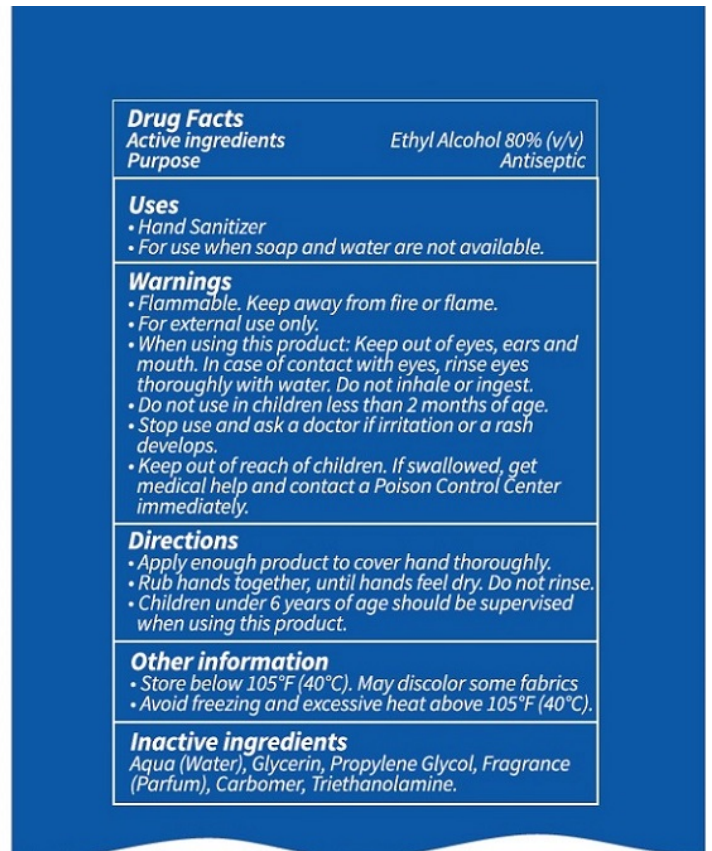 Drug Facts
Active ingredients Ethyl Alcohol 80% (v/v)
Purpose Antiseptic
Uses
• Hand Sanitizer
• For use when soap and water are not available.
Warnings
• Flammable. Keep away from fire or flame.
• For external use only.
• When using this product: Keep out of eyes, ears and
mouth. In case of contact with eyes, rinse eyes
thoroughly with water. Do not inhale or ingest.
• Do not use in children less than 2 months of age.
• Stop use and ask a doctor if irritation or a rash
develops.
• Keep out of reach of children. If swallowed, get
medical help and contact a Poison Control Center
immediately.
Directions
• Apply enough product to cover hand thoroughly.
• Rub hands together, until hands feel dry. Do not rinse.
• Children under 6 years of age should be supervised
when using this product.
Other information
• Store below 105°F (40°C). May discolor some fabrics
• Avoid freezing and excessive heat above 105°F (40°C).
Inactive ingredients
Aqua (Water), Glycerin, Propylene Glycol, Fragrance
(Parfum), Carbomer, Triethanolamine.